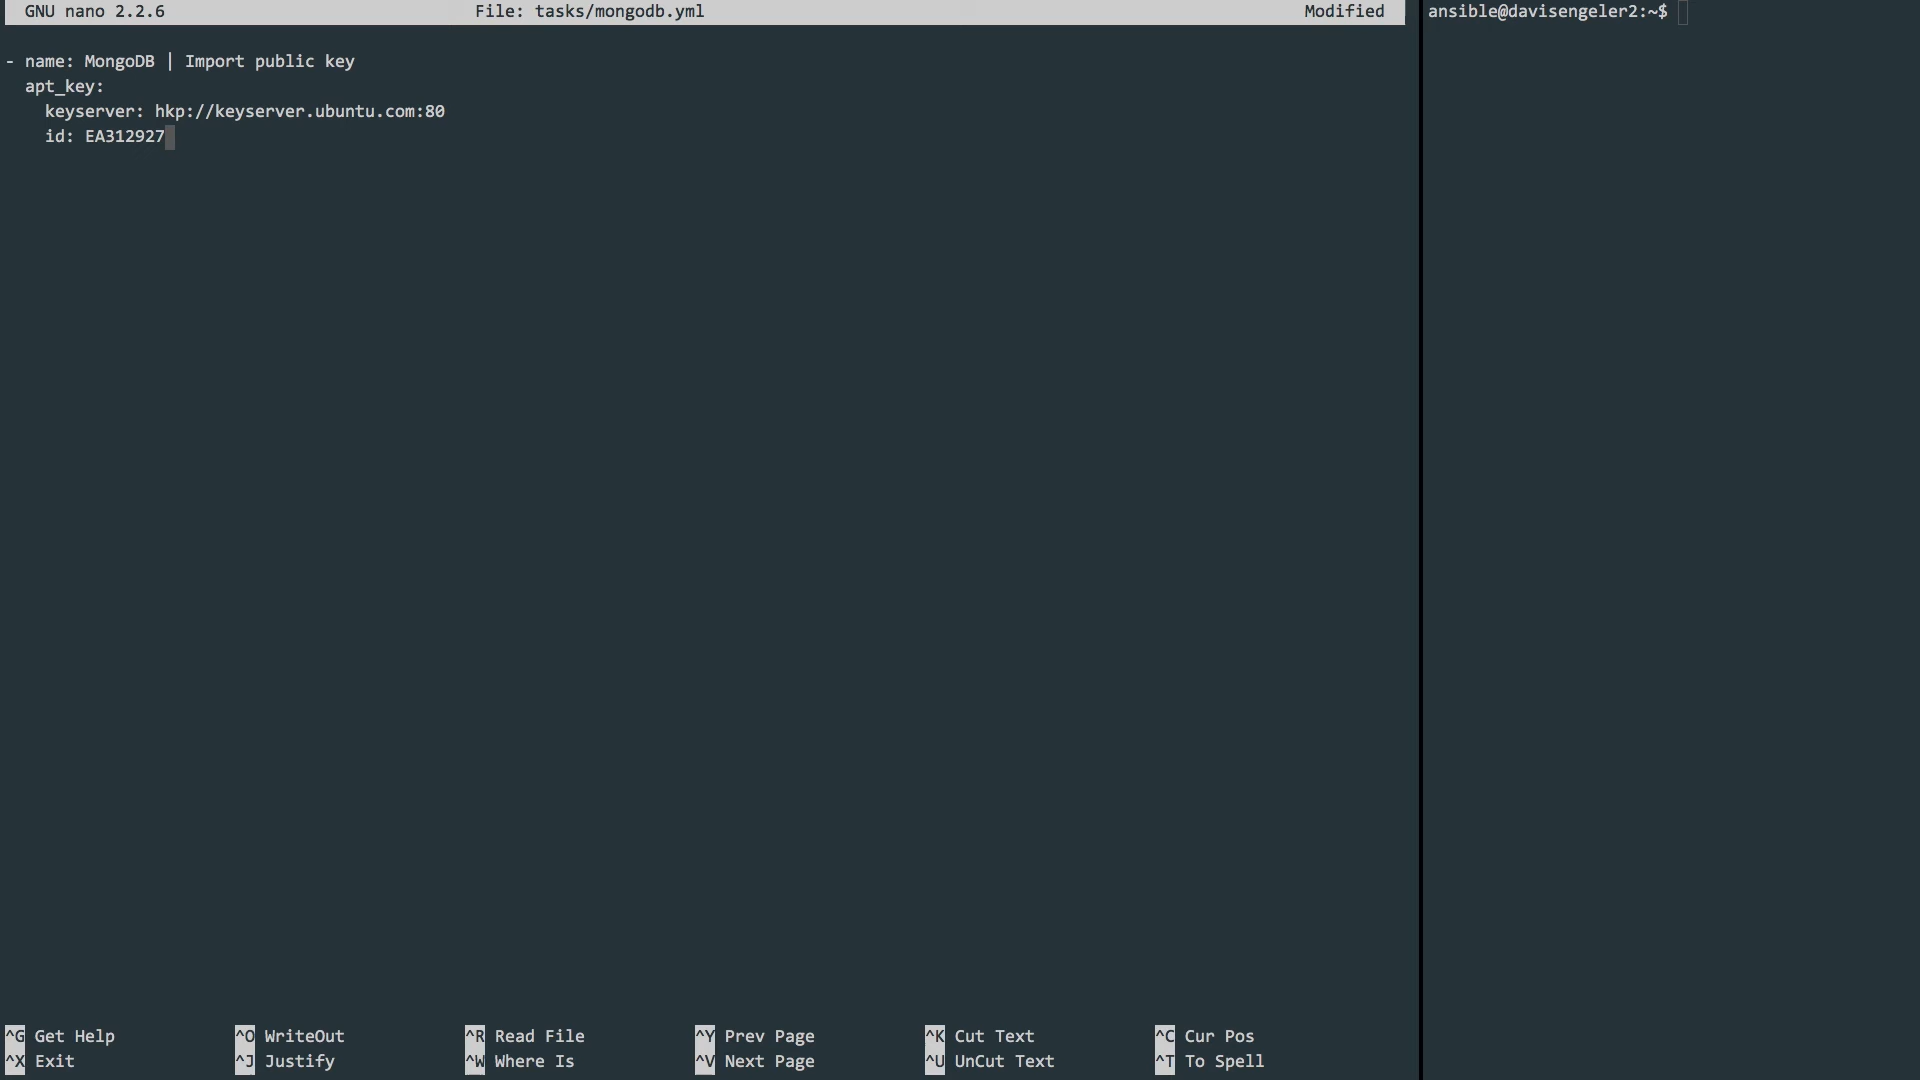 GNU nano 2.2.6 File: tasks/mongodb.yml Modified
- name: MongoDB | Import public key
  apt_key:
    keyserver: hkp://keyserver.ubuntu.com:80
    id: EA312927
^G Get Help ^O WriteOut ^R Read File ^Y Prev Page ^K Cut Text ^C Cur Pos
^X Exit ^J Justify ^W Where Is ^V Next Page ^U UnCut Text ^T To Spell
ansible@davisengeler2:~$